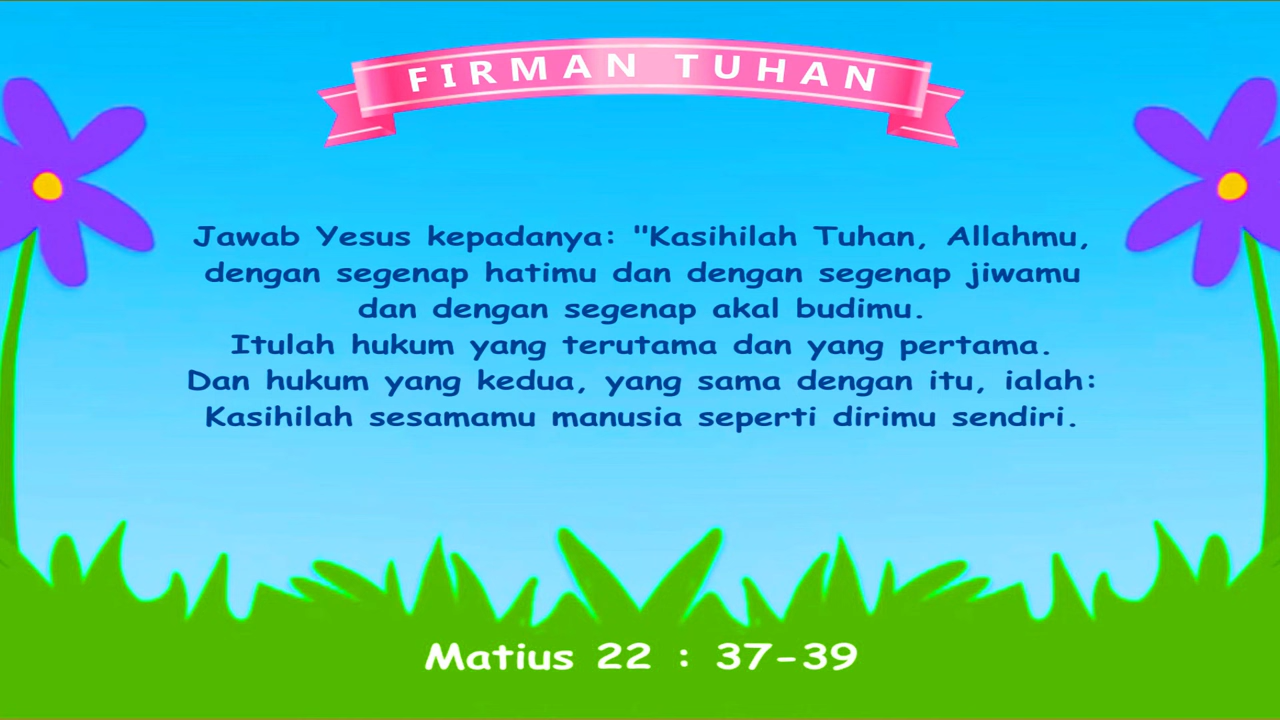 FIRMAN TUHAN
Jawab Yesus kepadanya: "Kasihilah Tuhan, Allahmu,
dengan segenap hatimu dan dengan segenap jiwamu
dan dengan segenap akal budimu.
Itulah hukum yang terutama dan yang pertama.
Dan hukum yang kedua, yang sama dengan itu, ialah:
Kasihilah sesamamu manusia seperti dirimu sendiri.
Matius 22 : 37-39